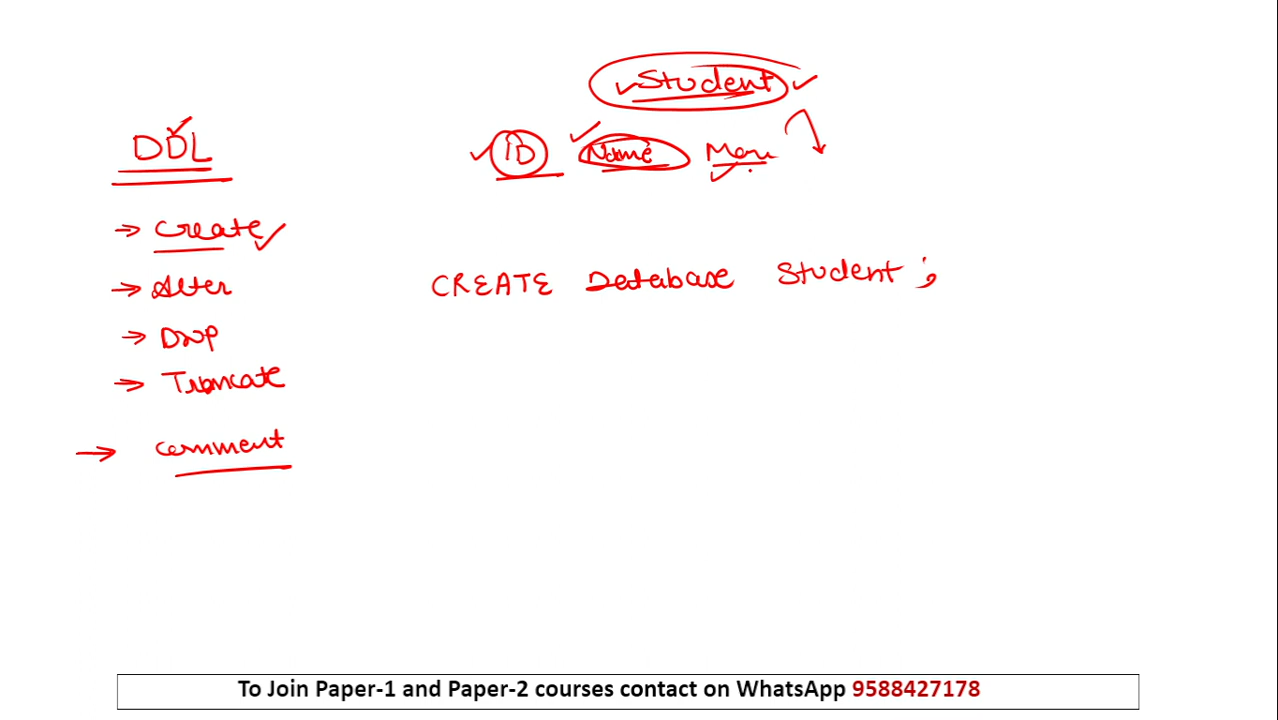 Student
DDL
ID Name
→ Create
→ Alter
→ Drop
→ Truncate
→ Comment
CREATE Database Student ;
To Join Paper-1 and Paper-2 courses contact on WhatsApp 9588427178